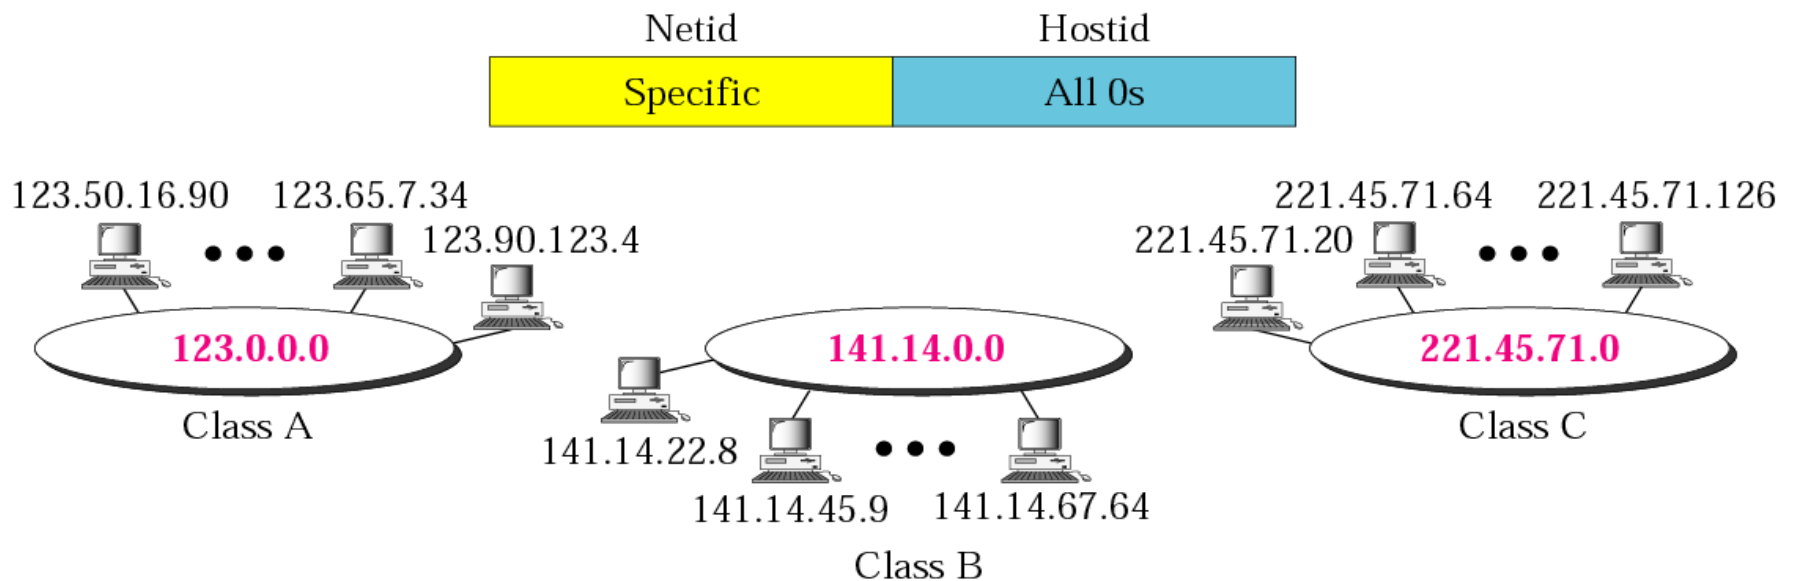 Netid Hostid
Specific All 0s
123.50.16.90 123.65.7.34
123.90.123.4
123.0.0.0
Class A
141.14.0.0
141.14.22.8
141.14.45.9 141.14.67.64
Class B
221.45.71.64 221.45.71.126
221.45.71.20
221.45.71.0
Class C